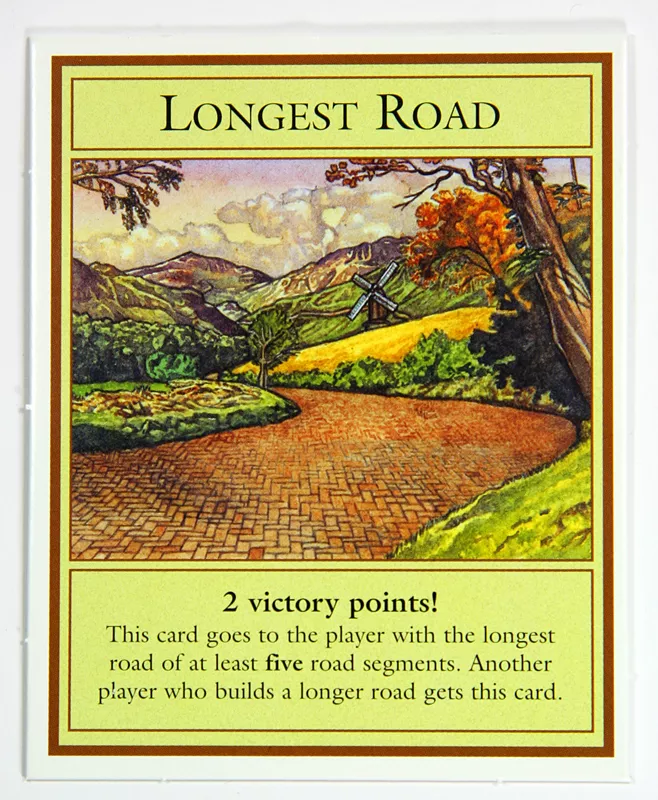 LONGEST ROAD
2 victory points!
This card goes to the player with the longest
road of at least five road segments. Another
player who builds a longer road gets this card.